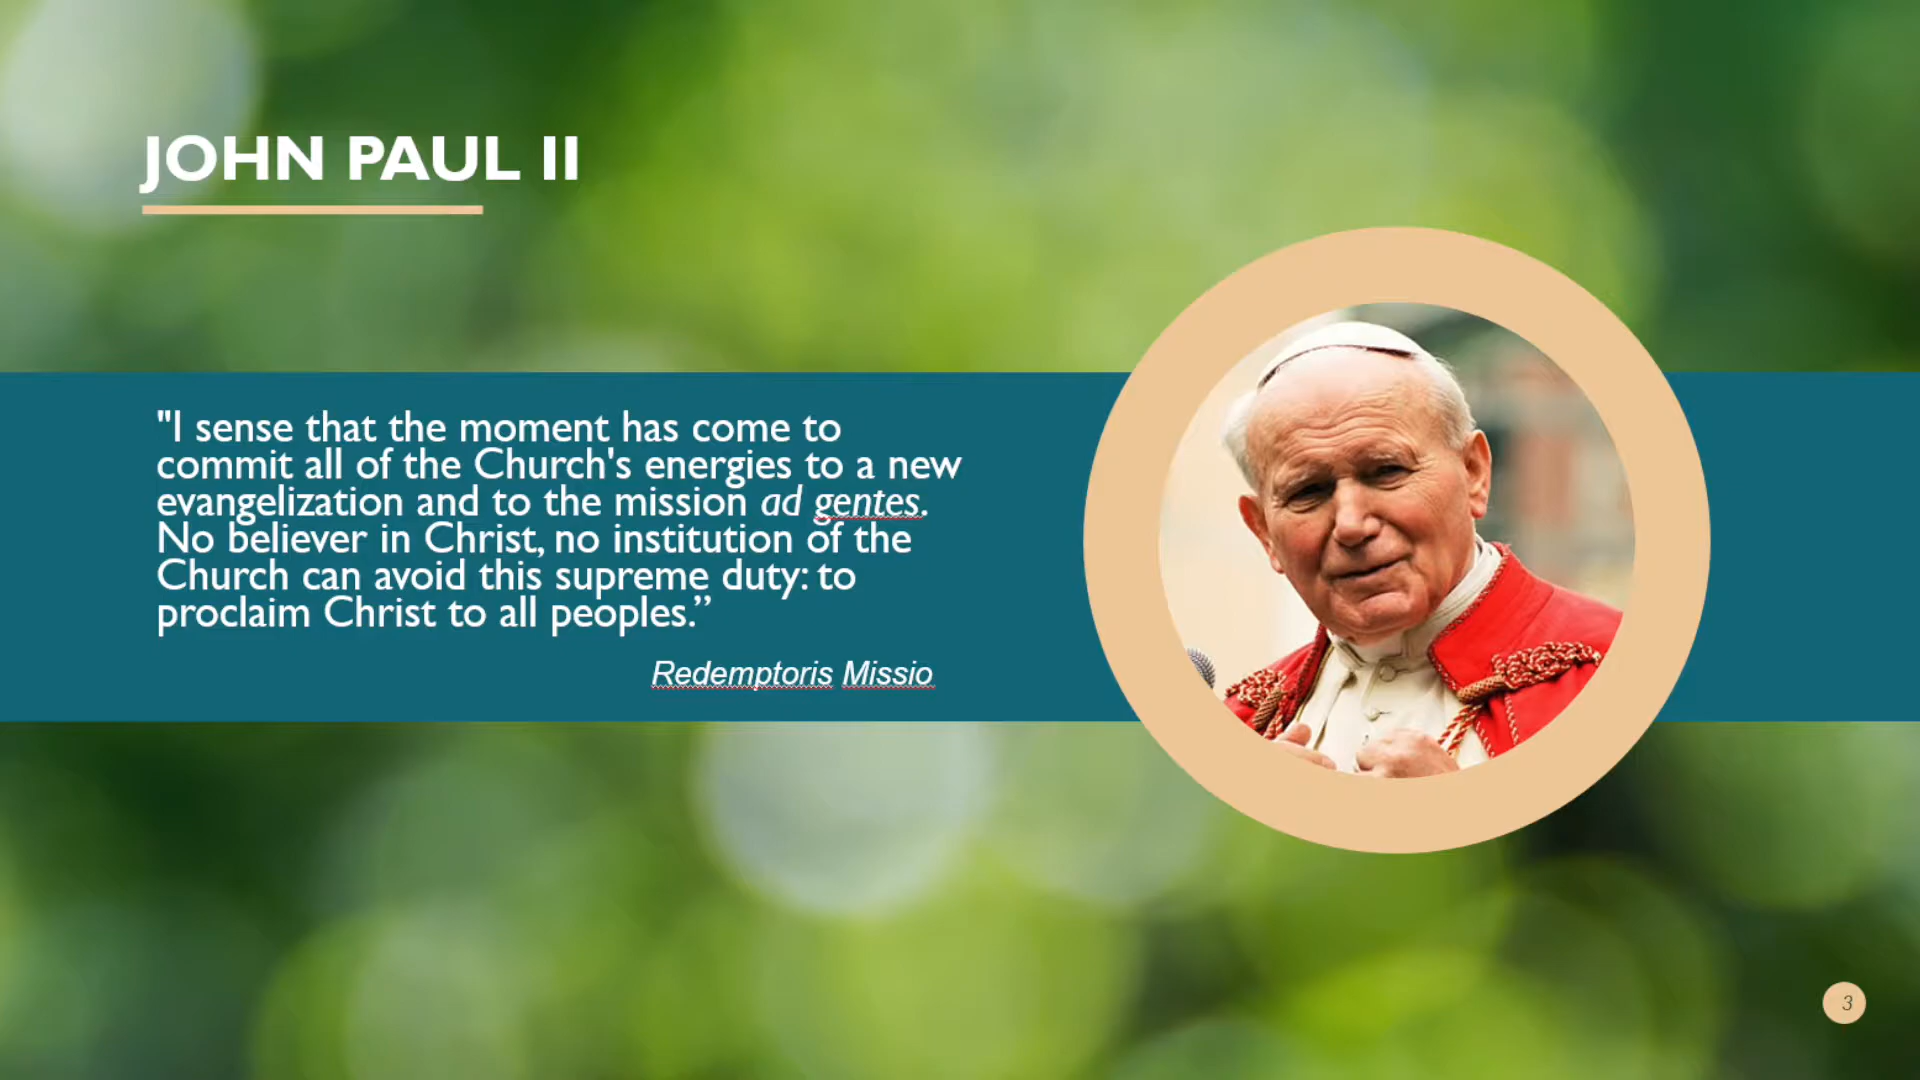 JOHN PAUL II
"I sense that the moment has come to
commit all of the Church's energies to a new
evangelization and to the mission ad gentes.
No believer in Christ, no institution of the
Church can avoid this supreme duty: to
proclaim Christ to all peoples.”
Redemptoris Missio
3